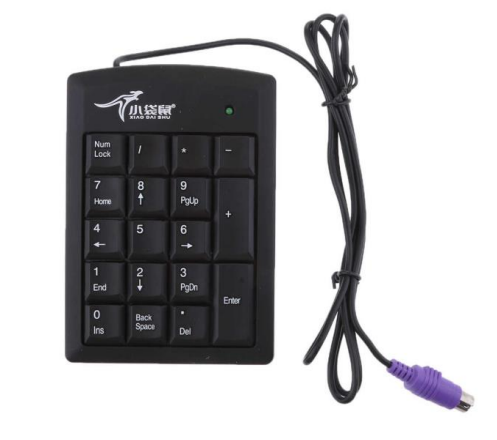 小袋鼠®
XIAO DAI SHU
Num Lock / * -
7 Home 8 ↑ 9 PgUp +
4 ← 5 6 →
1 End 2 ↓ 3 PgDn Enter
0 Ins Back Space . Del